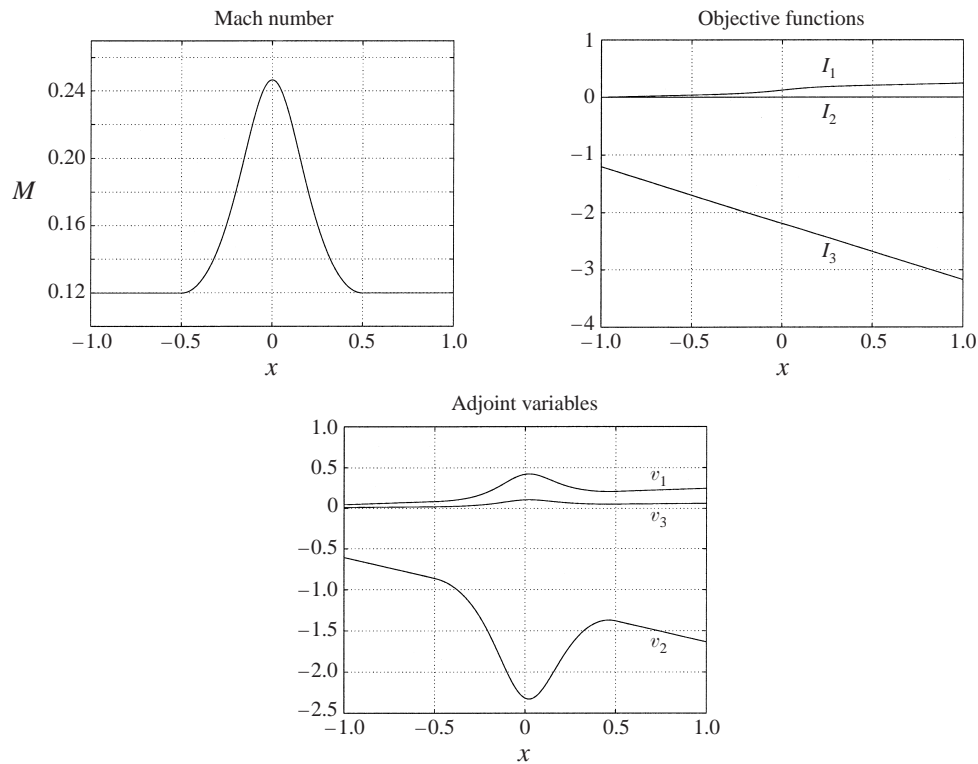 Mach number
0.24
0.20
M
0.16
0.12
−1.0 −0.5 0 0.5 1.0
x
Objective functions
1
I1
0
I2
−1
−2
I3
−3
−4
−1.0 −0.5 0 0.5 1.0
x
Adjoint variables
1.0
0.5
v1
0
v3
−0.5
−1.0
−1.5
v2
−2.0
−2.5
−1.0 −0.5 0 0.5 1.0
x